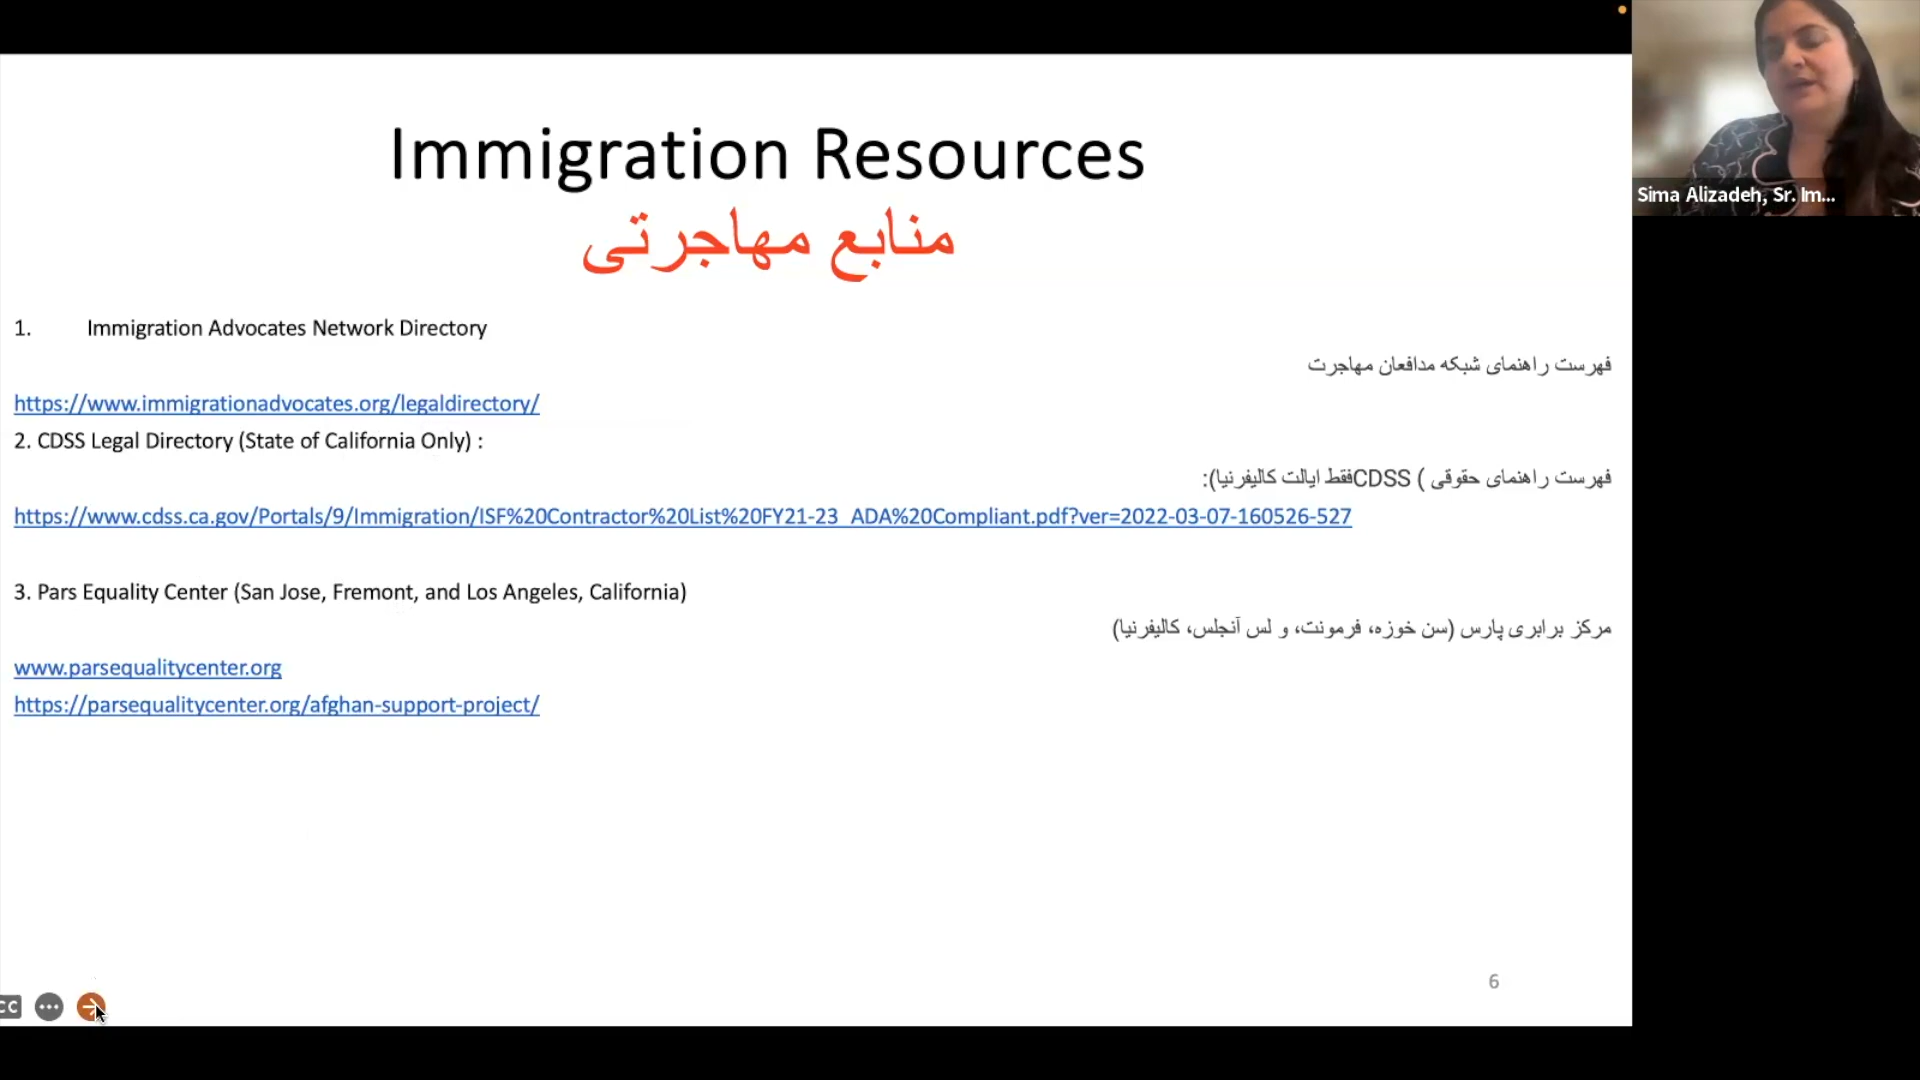 Immigration Resources
منابع مهاجرتی
1. Immigration Advocates Network Directory
فهرست راهنمای شبکه مدافعان مهاجرت
https://www.immigrationadvocates.org/legaldirectory/
2. CDSS Legal Directory (State of California Only) :
فهرست راهنمای حقوقی ) CDSSفقط ایالت کالیفرنیا):
https://www.cdss.ca.gov/Portals/9/Immigration/ISF%20Contractor%20List%20FY21-23_ADA%20Compliant.pdf?ver=2022-03-07-160526-527
3. Pars Equality Center (San Jose, Fremont, and Los Angeles, California)
مرکز برابری پارس (سن خوزه، فرمونت، و لس آنجلس، کالیفرنیا)
www.parsequalitycenter.org
https://parsequalitycenter.org/afghan-support-project/
6
CC
Sima Alizadeh, Sr. Im...